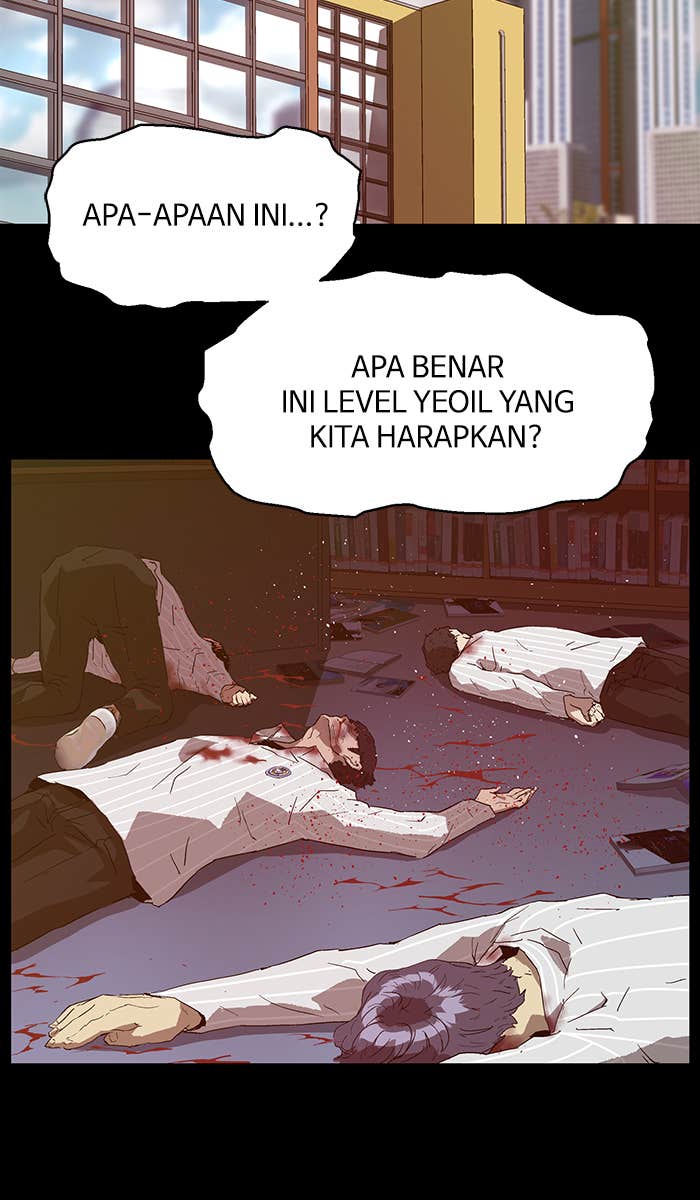 APA-APAAN INI...?
APA BENAR
INI LEVEL YEOIL YANG
KITA HARAPKAN?